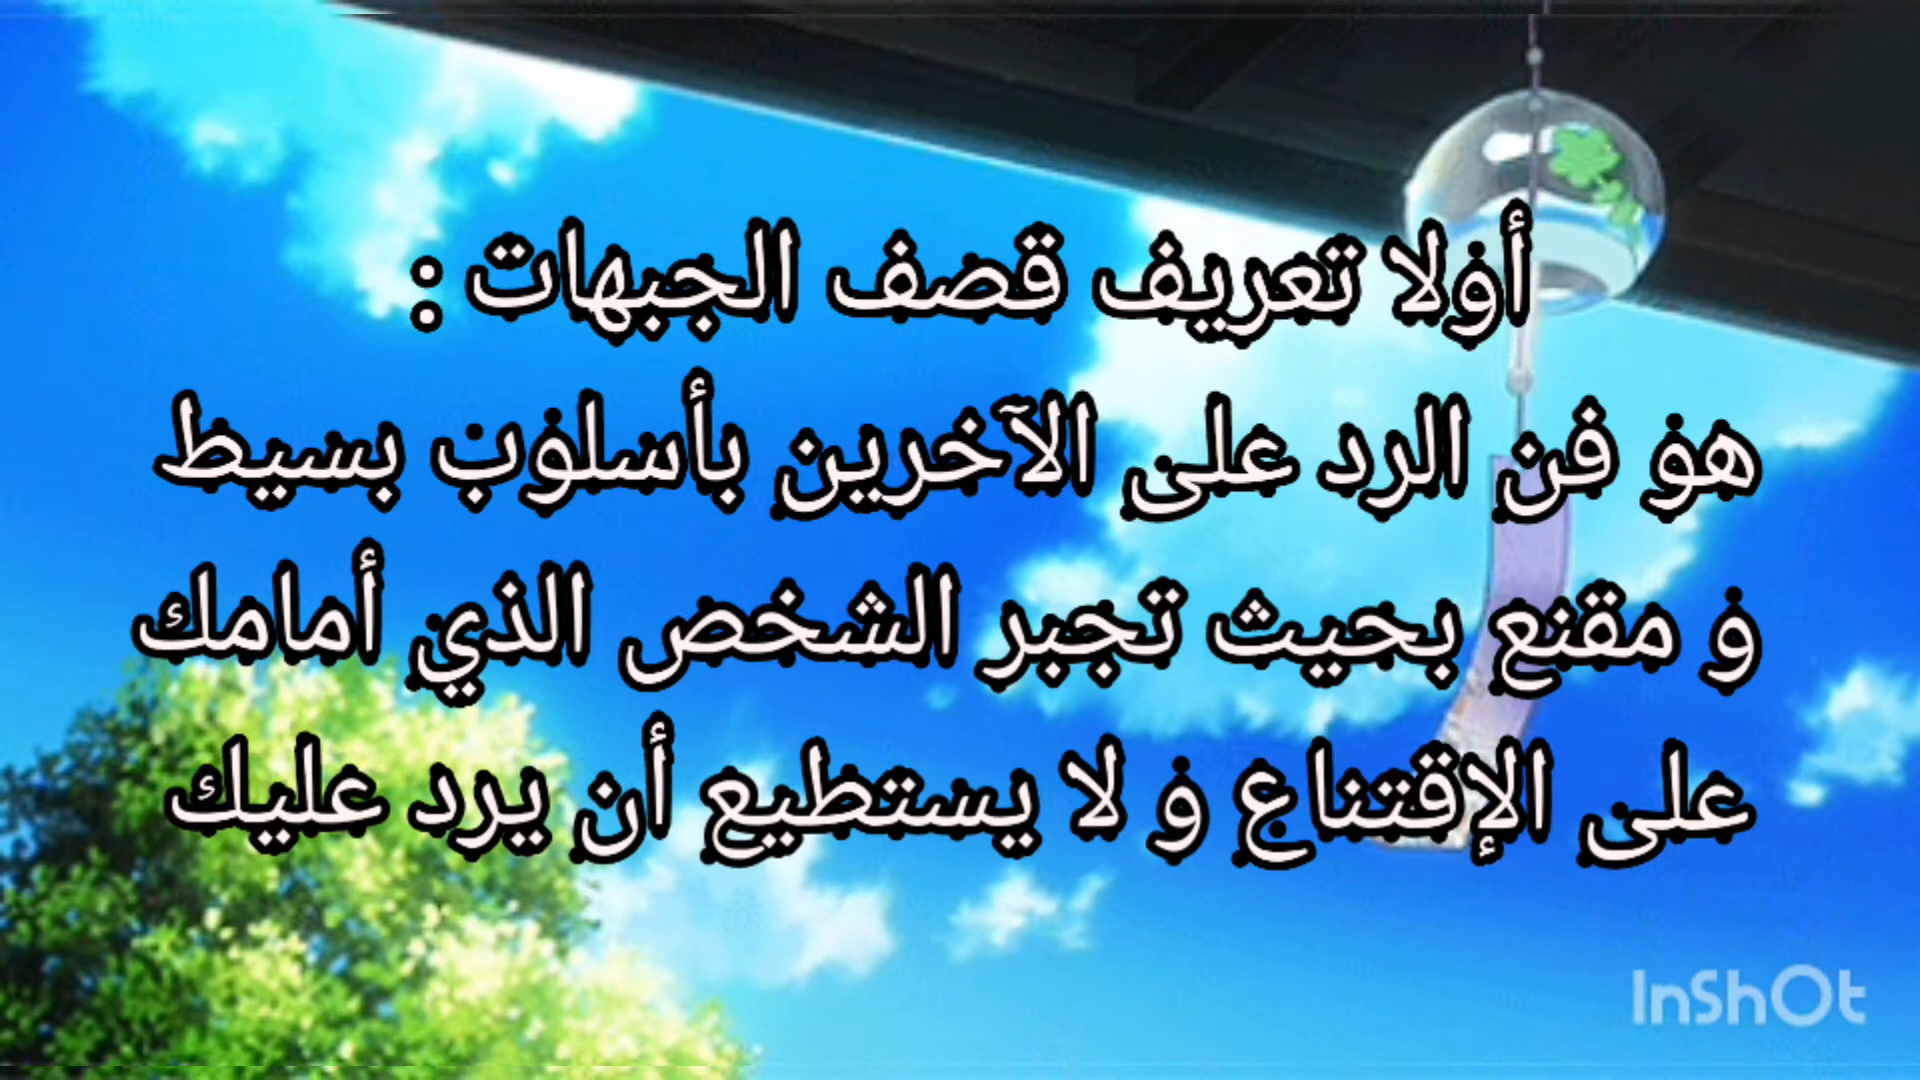 أولا تعريف قصف الجبهات :
هو فن الرد على الآخرين بأسلوب بسيط
و مقنع بحيث تجبر الشخص الذي أمامك
على الإقتناع و لا يستطيع أن يرد عليك
InShOt